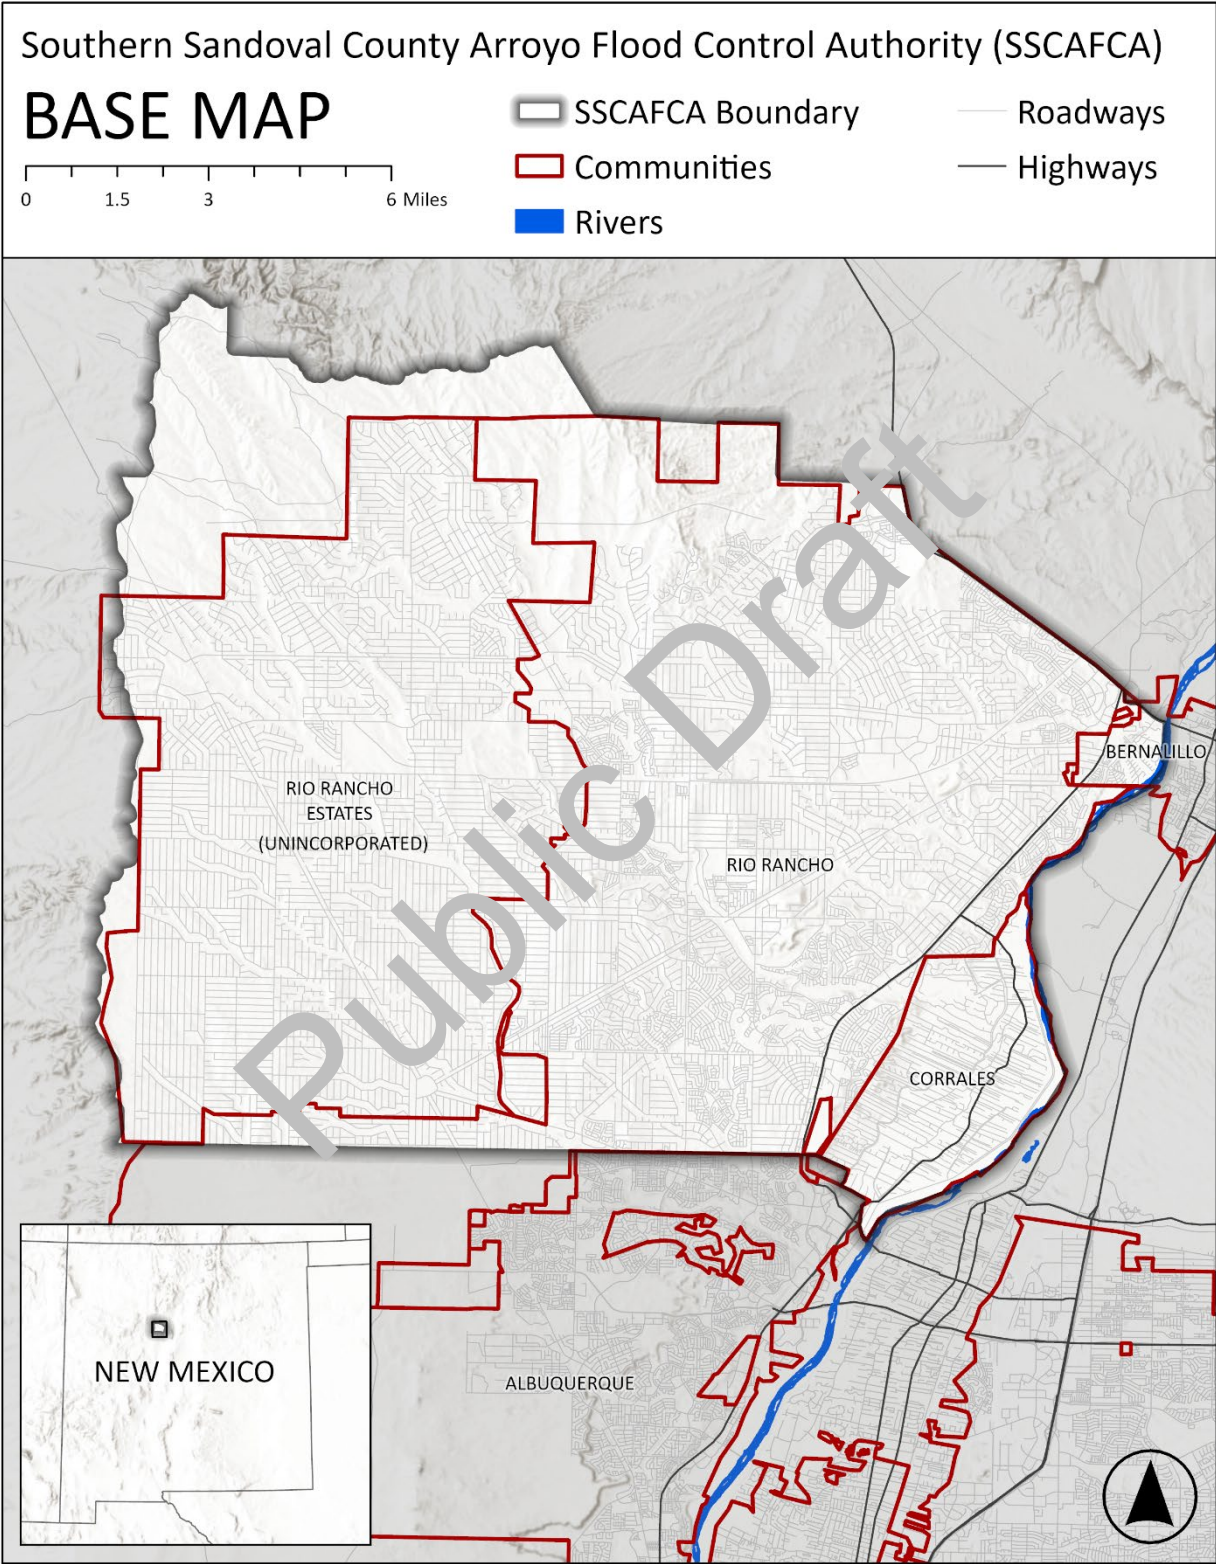 Southern Sandoval County Arroyo Flood Control Authority (SSCAFCA)
BASE MAP
0 1.5 3 6 Miles
SSCAFCA Boundary
Communities
Rivers
Roadways
Highways
Public Draft
BERNALILLO
RIO RANCHO
ESTATES
(UNINCORPORATED)
RIO RANCHO
CORRALES
NEW MEXICO
ALBUQUERQUE